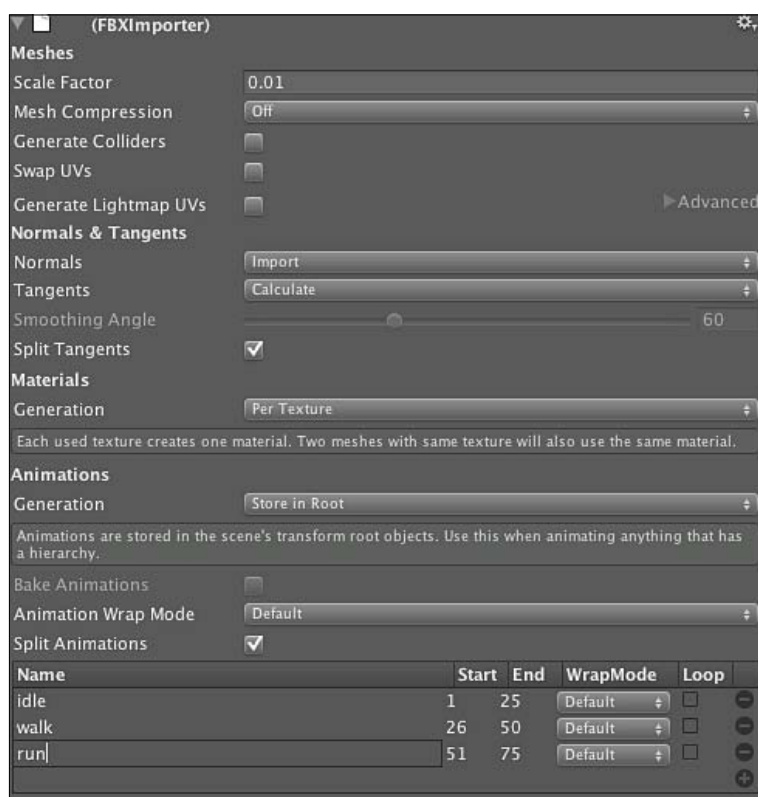 (FBXImporter)
Meshes
Scale Factor 0.01
Mesh Compression Off
Generate Colliders
Swap UVs
Generate Lightmap UVs Advanced
Normals & Tangents
Normals Import
Tangents Calculate
Smoothing Angle 60
Split Tangents
Materials
Generation Per Texture
Each used texture creates one material. Two meshes with same texture will also use the same material.
Animations
Generation Store in Root
Animations are stored in the scene's transform root objects. Use this when animating anything that has
a hierarchy.
Bake Animations
Animation Wrap Mode Default
Split Animations
Name Start End WrapMode Loop
idle 1 25 Default
walk 26 50 Default
run 51 75 Default